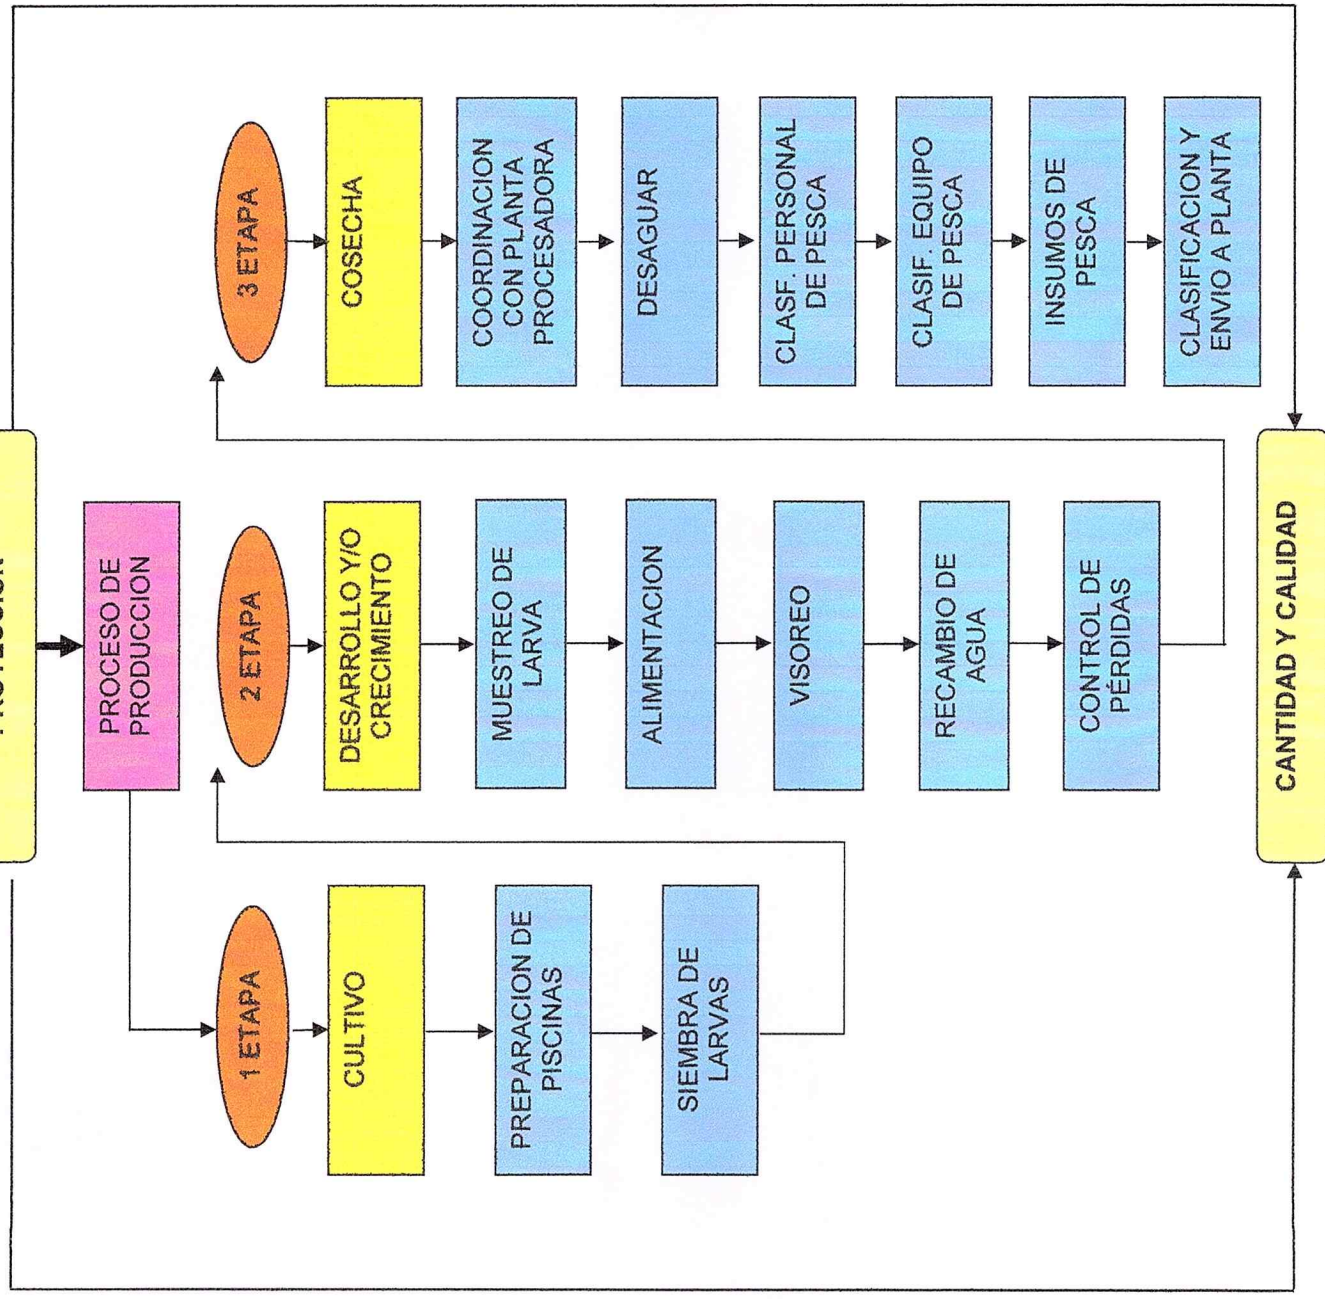 PROCESO DE
PRODUCCION
1 ETAPA
CULTIVO
PREPARACION DE
PISCINAS
SIEMBRA DE
LARVAS
2 ETAPA
DESARROLLO Y/O
CRECIMIENTO
MUESTREO DE
LARVA
ALIMENTACION
VISOREO
RECAMBIO DE
AGUA
CONTROL DE
PÉRDIDAS
3 ETAPA
COSECHA
COORDINACION
CON PLANTA
PROCESADORA
DESAGUAR
CLASF. PERSONAL
DE PESCA
CLASIF. EQUIPO
DE PESCA
INSUMOS DE
PESCA
CLASIFICACION Y
ENVIO A PLANTA
CANTIDAD Y CALIDAD